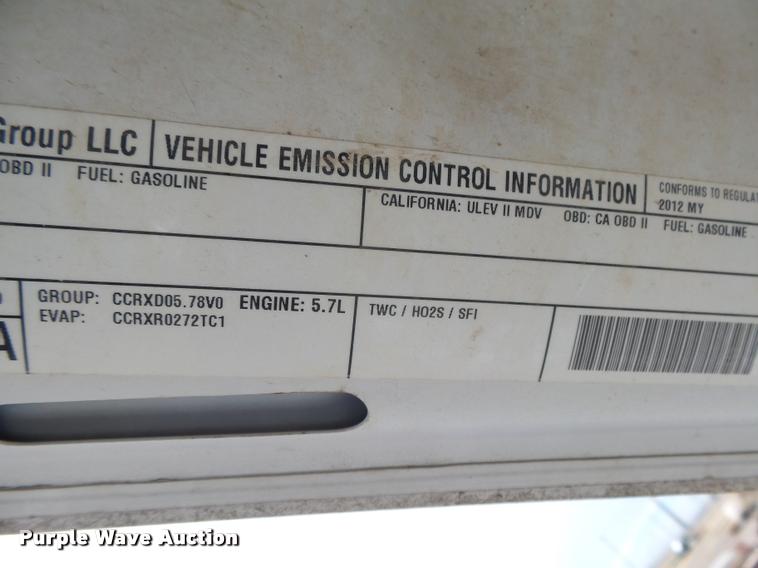 Group LLC VEHICLE EMISSION CONTROL INFORMATION CONFORMS TO
2012 MY
OBD II FUEL: GASOLINE
CALIFORNIA: ULEV II MDV OBD: CA OBD II FUEL: GASOLINE
GROUP: CCRXD05.78V0 ENGINE: 5.7L
EVAP: CCRXR0272TC1
TWC / HO2S / SFI
A
Purple Wave Auction